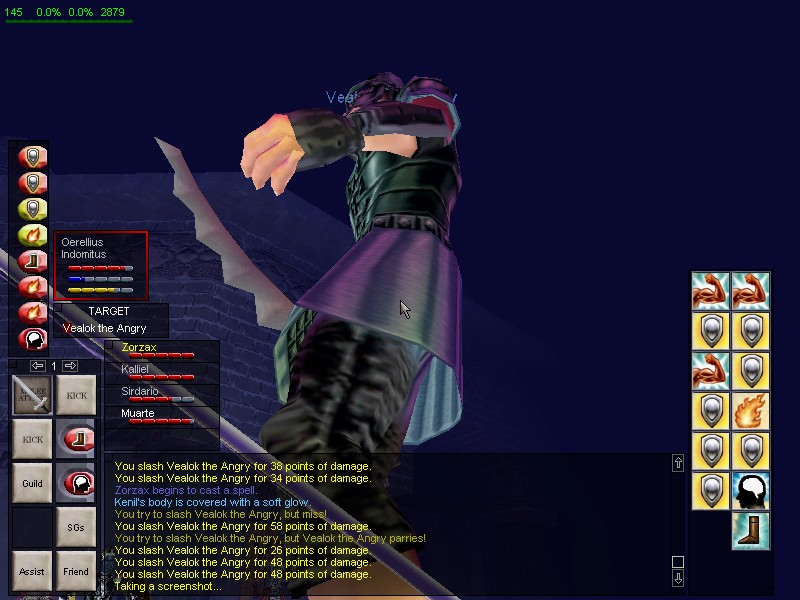 145 0.0% 0.0% 2879
Oerellius
Indomitus
TARGET
Vealok the Angry
Zorzax
Kalliel
Sirdario
Muarte
1
KICK
KICK
Guild
SGs
Assist
Friend
You slash Vealok the Angry for 38 points of damage.
You slash Vealok the Angry for 34 points of damage.
Zorzax begins to cast a spell.
Kenil's body is covered with a soft glow.
You try to slash Vealok the Angry, but miss!
You slash Vealok the Angry for 58 points of damage.
You try to slash Vealok the Angry, but Vealok the Angry parries!
You slash Vealok the Angry for 26 points of damage.
You slash Vealok the Angry for 48 points of damage.
You slash Vealok the Angry for 48 points of damage.
Taking a screenshot...